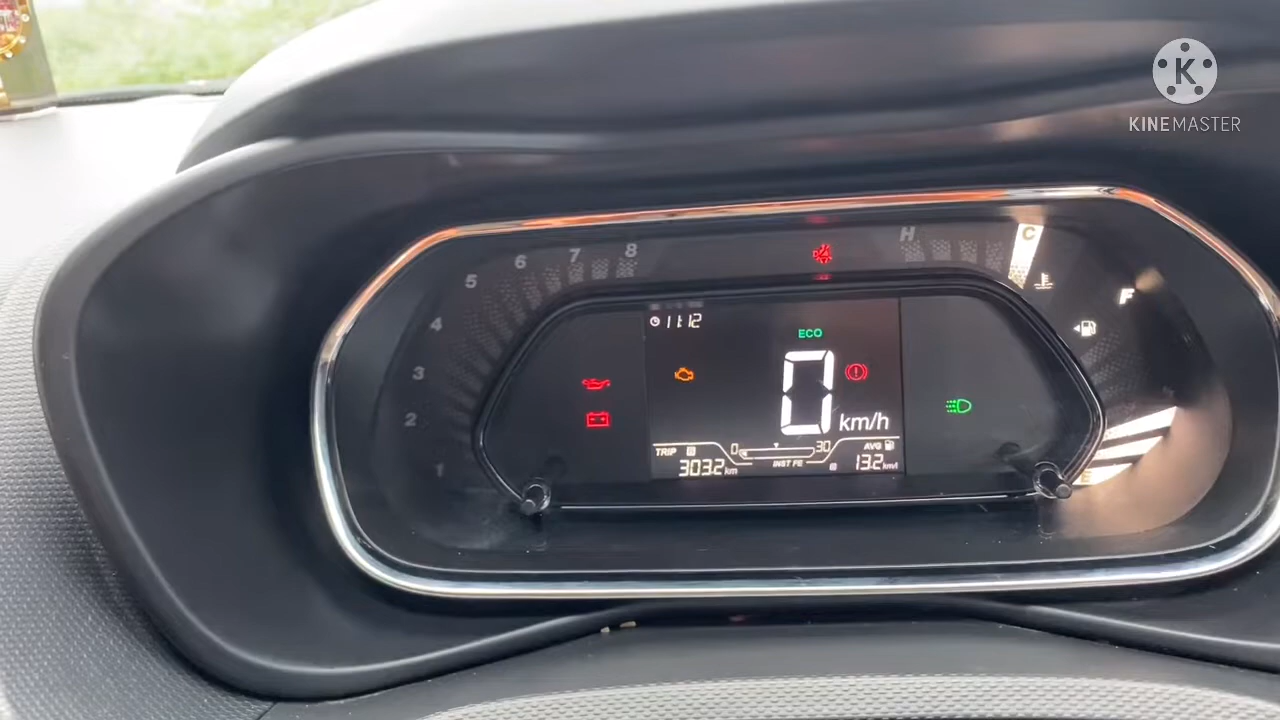 K
KINEMASTER
1
2
3
4
5
6
7
8
H
C
F
E
11:12
ECO
0 km/h
TRIP B
303.2 km
0 30
INST FE
AVG
13.2 km/l